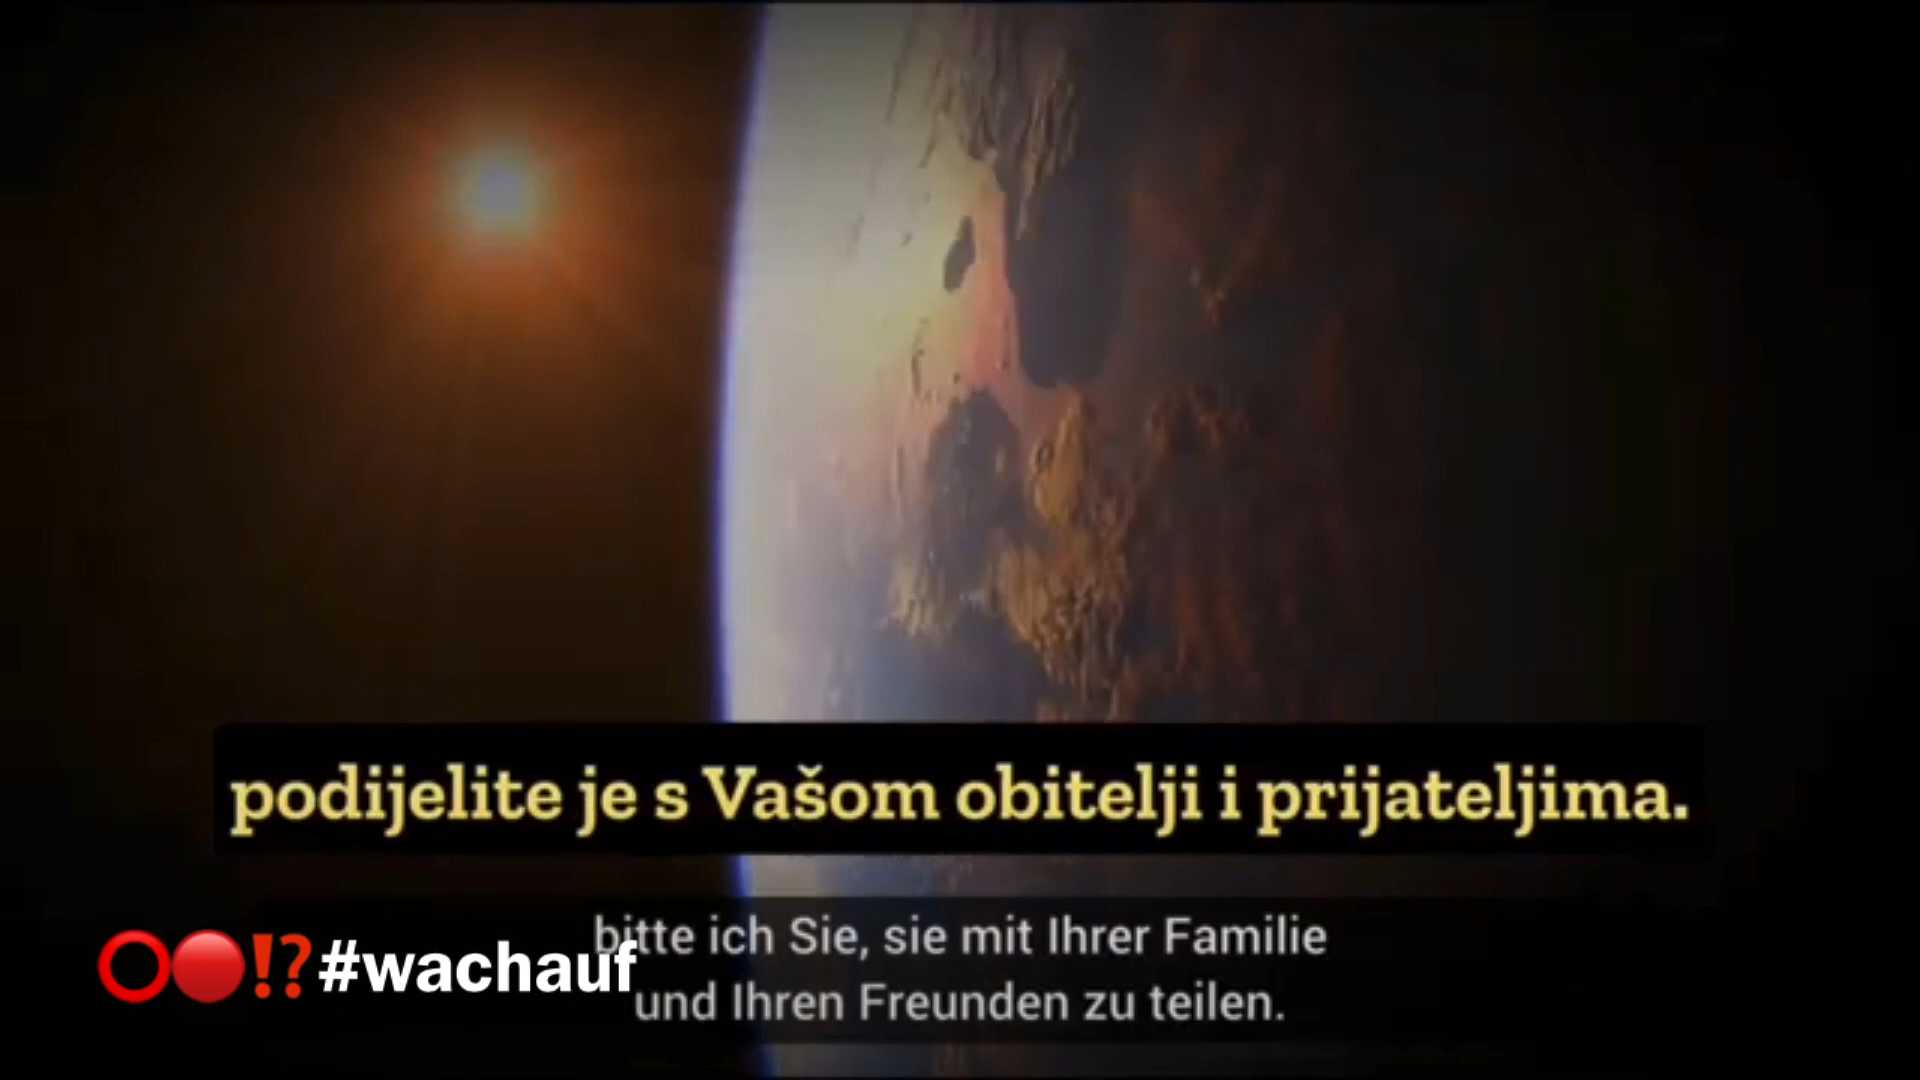 podijelite je s Vašom obitelji i prijateljima.
bitte ich Sie, sie mit Ihrer Familie
und Ihren Freunden zu teilen.
⭕🔴⁉️#wachauf